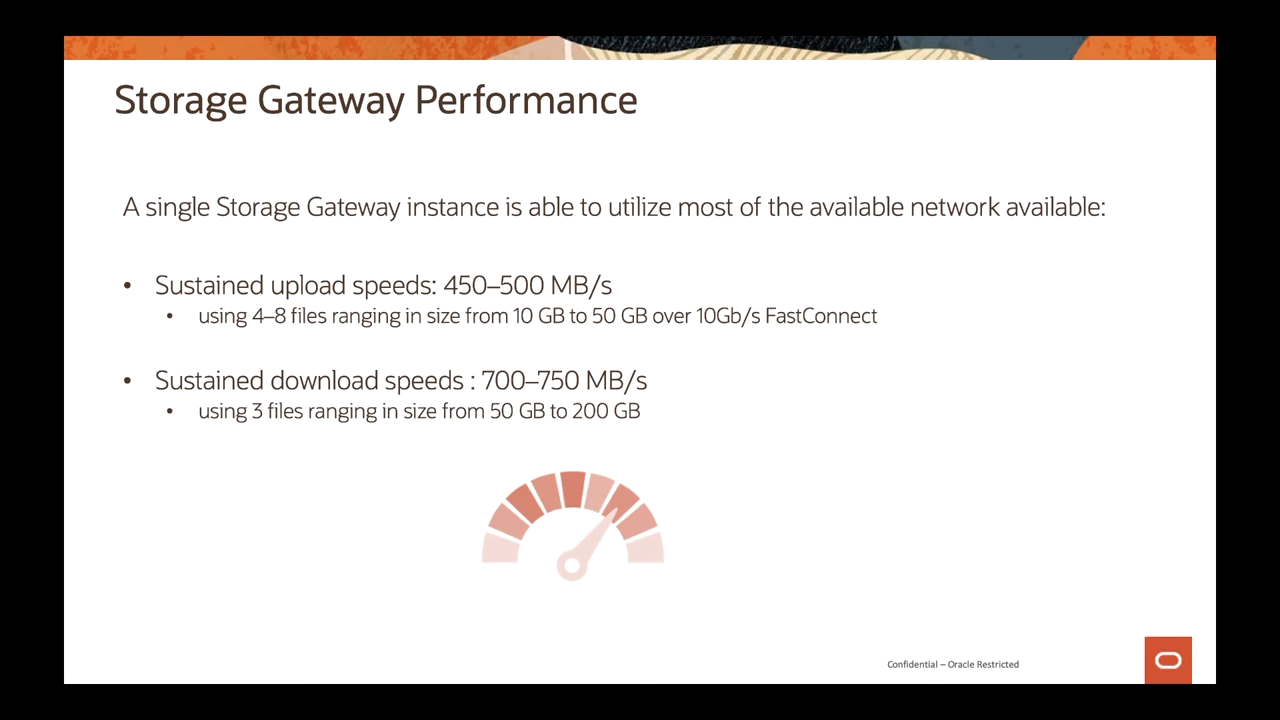 Storage Gateway Performance
A single Storage Gateway instance is able to utilize most of the available network available:
• Sustained upload speeds: 450–500 MB/s
• using 4–8 files ranging in size from 10 GB to 50 GB over 10Gb/s FastConnect
• Sustained download speeds : 700–750 MB/s
• using 3 files ranging in size from 50 GB to 200 GB
Confidential – Oracle Restricted